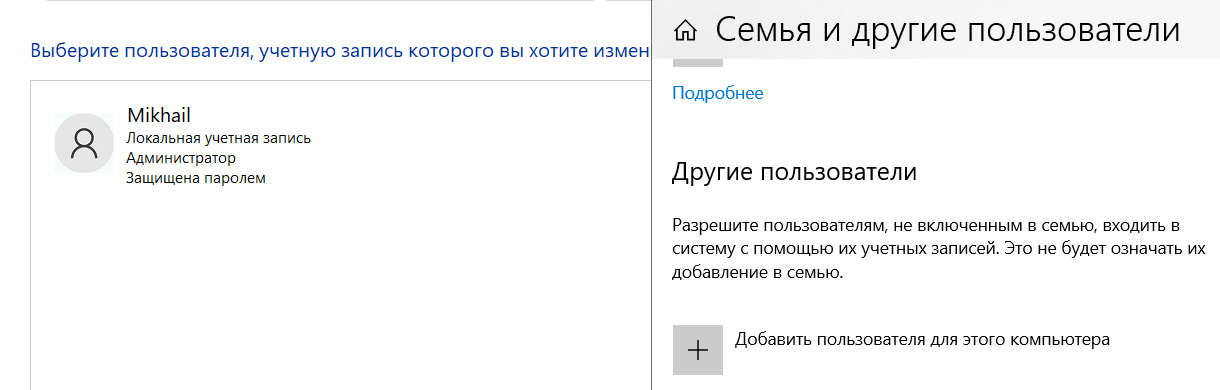 Выберите пользователя, учетную запись которого вы хотите измен
Mikhail
Локальная учетная запись
Администратор
Защищена паролем
Семья и другие пользователи
Подробнее
Другие пользователи
Разрешите пользователям, не включенным в семью, входить в
систему с помощью их учетных записей. Это не будет означать их
добавление в семью.
Добавить пользователя для этого компьютера